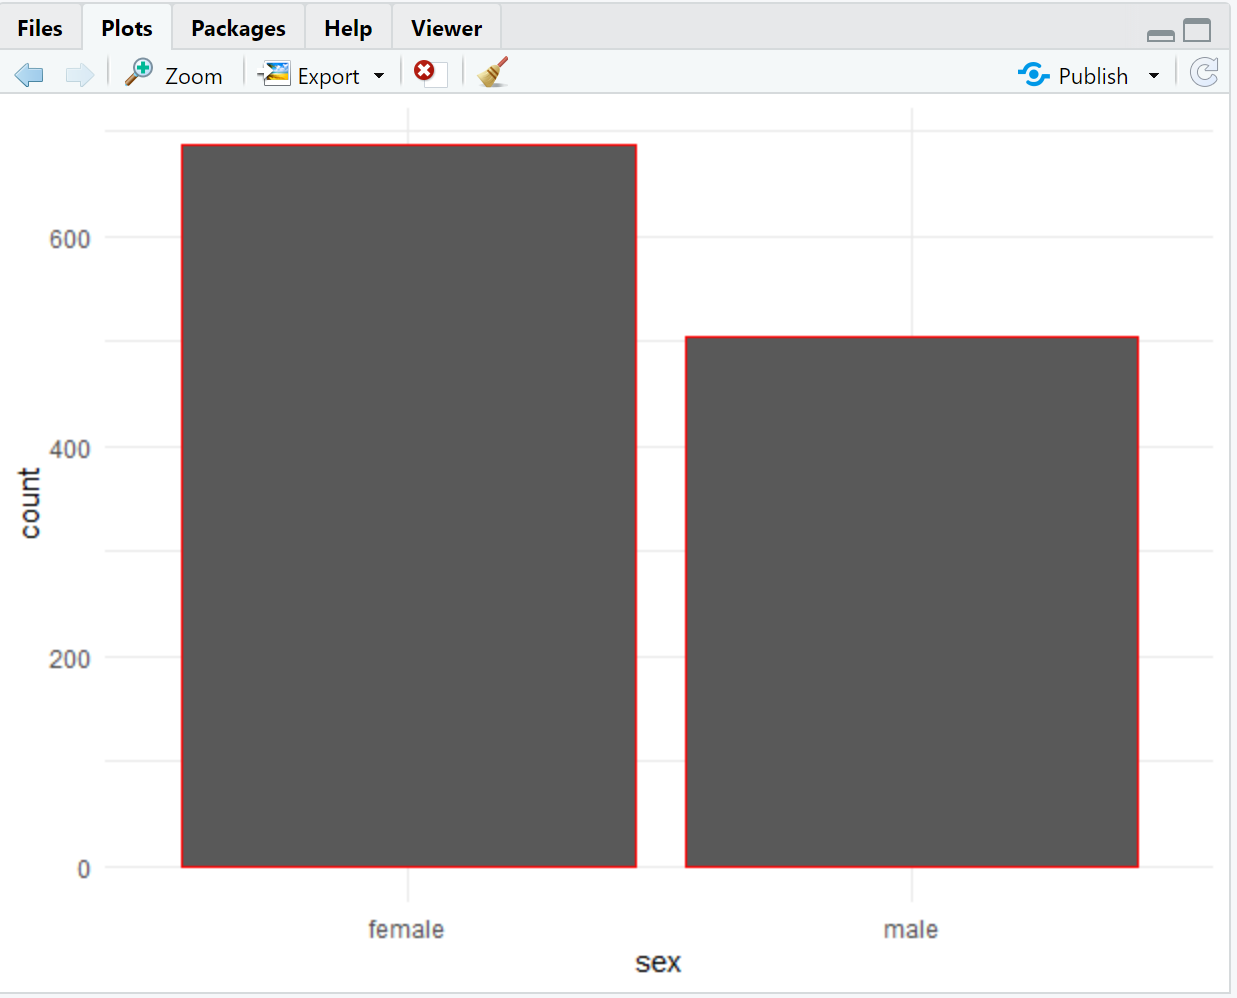 Files Plots Packages Help Viewer
Zoom Export Publish
600
400
200
0
count
female male
sex